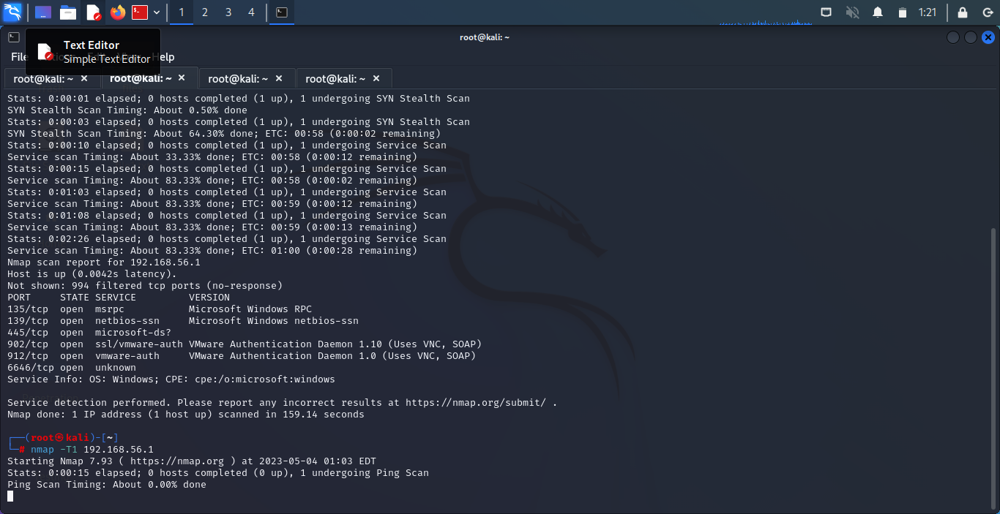 1 2 3 4 1:21
root@kali: ~
Text Editor
Simple Text Editor
File Help
root@kali: ~ root@kali: ~ root@kali: ~ root@kali: ~
Stats: 0:00:01 elapsed; 0 hosts completed (1 up), 1 undergoing SYN Stealth Scan
SYN Stealth Scan Timing: About 0.50% done
Stats: 0:00:03 elapsed; 0 hosts completed (1 up), 1 undergoing SYN Stealth Scan
SYN Stealth Scan Timing: About 64.30% done; ETC: 00:58 (0:00:02 remaining)
Stats: 0:00:10 elapsed; 0 hosts completed (1 up), 1 undergoing Service Scan
Service scan Timing: About 33.33% done; ETC: 00:58 (0:00:12 remaining)
Stats: 0:00:15 elapsed; 0 hosts completed (1 up), 1 undergoing Service Scan
Service scan Timing: About 83.33% done; ETC: 00:58 (0:00:02 remaining)
Stats: 0:01:03 elapsed; 0 hosts completed (1 up), 1 undergoing Service Scan
Service scan Timing: About 83.33% done; ETC: 00:59 (0:00:12 remaining)
Stats: 0:01:08 elapsed; 0 hosts completed (1 up), 1 undergoing Service Scan
Service scan Timing: About 83.33% done; ETC: 00:59 (0:00:13 remaining)
Stats: 0:02:26 elapsed; 0 hosts completed (1 up), 1 undergoing Service Scan
Service scan Timing: About 83.33% done; ETC: 01:00 (0:00:28 remaining)
Nmap scan report for 192.168.56.1
Host is up (0.0042s latency).
Not shown: 994 filtered tcp ports (no-response)
PORT     STATE SERVICE         VERSION
135/tcp  open  msrpc           Microsoft Windows RPC
139/tcp  open  netbios-ssn     Microsoft Windows netbios-ssn
445/tcp  open  microsoft-ds?
902/tcp  open  ssl/vmware-auth VMware Authentication Daemon 1.10 (Uses VNC, SOAP)
912/tcp  open  vmware-auth     VMware Authentication Daemon 1.0 (Uses VNC, SOAP)
6646/tcp open  unknown
Service Info: OS: Windows; CPE: cpe:/o:microsoft:windows
Service detection performed. Please report any incorrect results at https://nmap.org/submit/ .
Nmap done: 1 IP address (1 host up) scanned in 159.14 seconds
┌──(root㉿kali)-[~]
└─# nmap -T1 192.168.56.1
Starting Nmap 7.93 ( https://nmap.org ) at 2023-05-04 01:03 EDT
Stats: 0:00:15 elapsed; 0 hosts completed (0 up), 1 undergoing Ping Scan
Ping Scan Timing: About 0.00% done